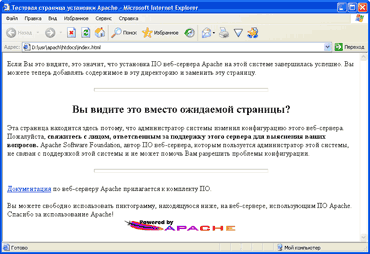 Тестовая страница установки Apache - Microsoft Internet Explorer
Файл Правка Вид Избранное Сервис Справка
Назад Поиск Избранное
Адрес: D:\usr\apach\htdocs\index.html Переход
Если Вы это видите, это значит, что установка ПО веб-сервера Apache на этой системе завершилась успешно. Вы
можете теперь добавлять содержимое в эту директорию и заменить эту страницу.
Вы видите это вместо ожидаемой страницы?
Эта страница находится здесь потому, что администратор системы изменил конфигурацию этого веб-сервера.
Пожалуйста, свяжитесь с лицом, ответственным за поддержку этого сервера для выяснения ваших
вопросов. Apache Software Foundation, автор ПО веб-сервера, которым пользуется администратор этой системы,
не связан с поддержкой этой системы и не может помочь Вам разрешить проблемы конфигурации.
Документация по веб-серверу Apache прилагается к комплекту ПО.
Вы можете свободно использовать пиктограмму, находящуюся ниже, на веб-сервере, использующим ПО Apache.
Спасибо за использование Apache!
Powered by
APACHE
Готово Мой компьютер